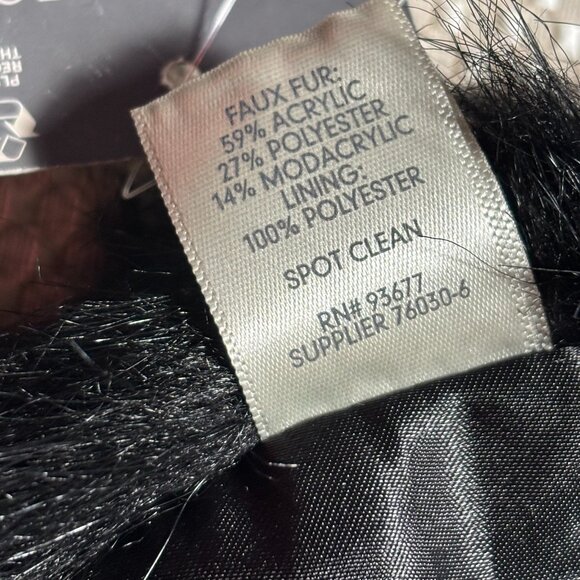 FAUX FUR:
59% ACRYLIC
27% POLYESTER
14% MODACRYLIC
LINING:
100% POLYESTER
SPOT CLEAN
RN# 93677
SUPPLIER 76030-6